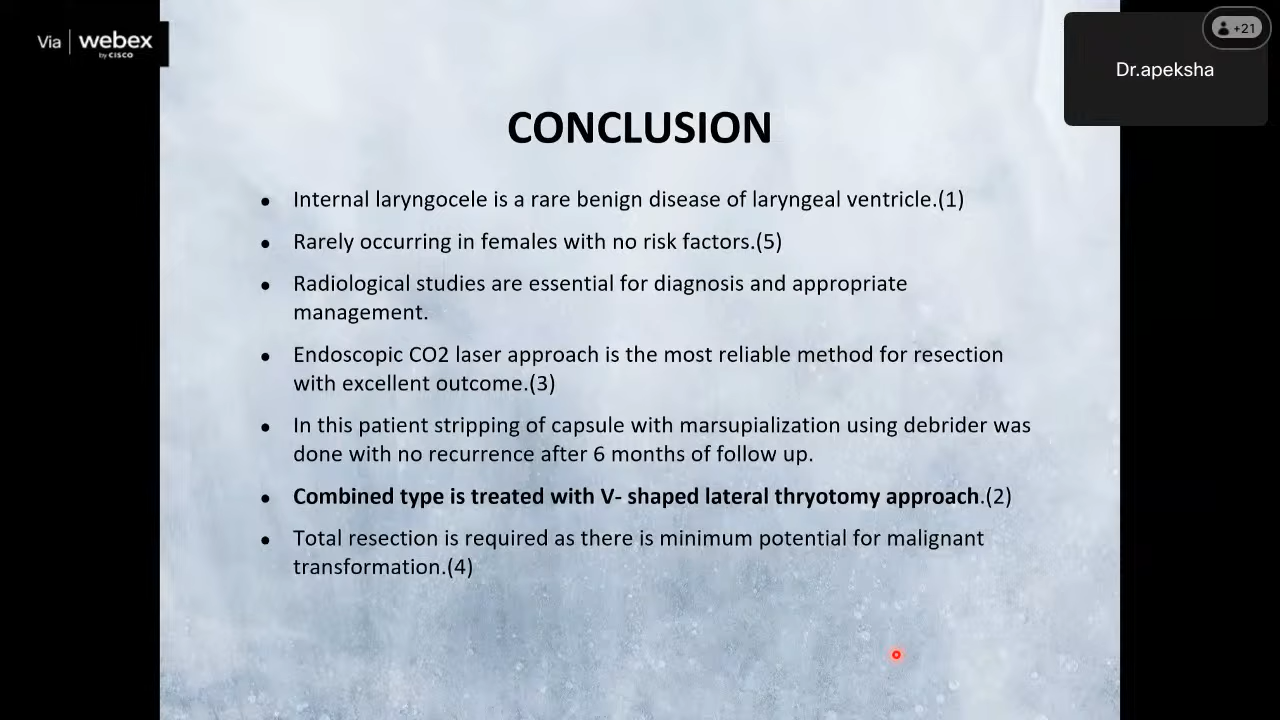 Via webex
by CISCO
+21
Dr.apeksha
CONCLUSION
• Internal laryngocele is a rare benign disease of laryngeal ventricle.(1)
• Rarely occurring in females with no risk factors.(5)
• Radiological studies are essential for diagnosis and appropriate
management.
• Endoscopic CO2 laser approach is the most reliable method for resection
with excellent outcome.(3)
• In this patient stripping of capsule with marsupialization using debrider was
done with no recurrence after 6 months of follow up.
• Combined type is treated with V- shaped lateral thryotomy approach.(2)
• Total resection is required as there is minimum potential for malignant
transformation.(4)